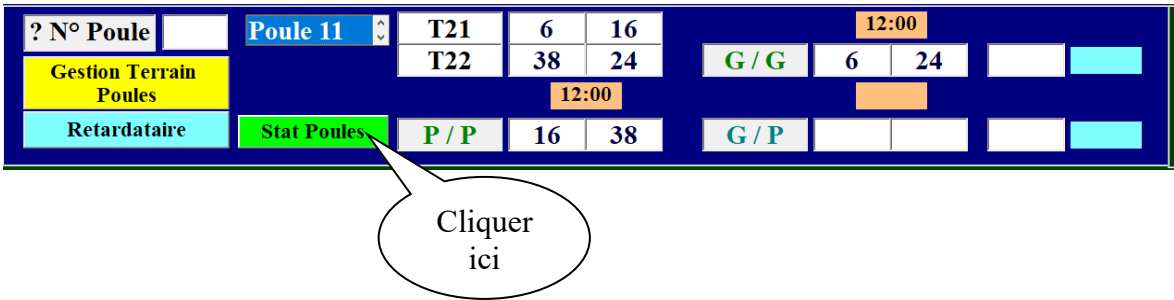 ? N° Poule Poule 11 T21 6 16 12:00
T22 38 24 G / G 6 24
Gestion Terrain
Poules
12:00
Retardataire Stat Poules P / P 16 38 G / P
Cliquer
ici